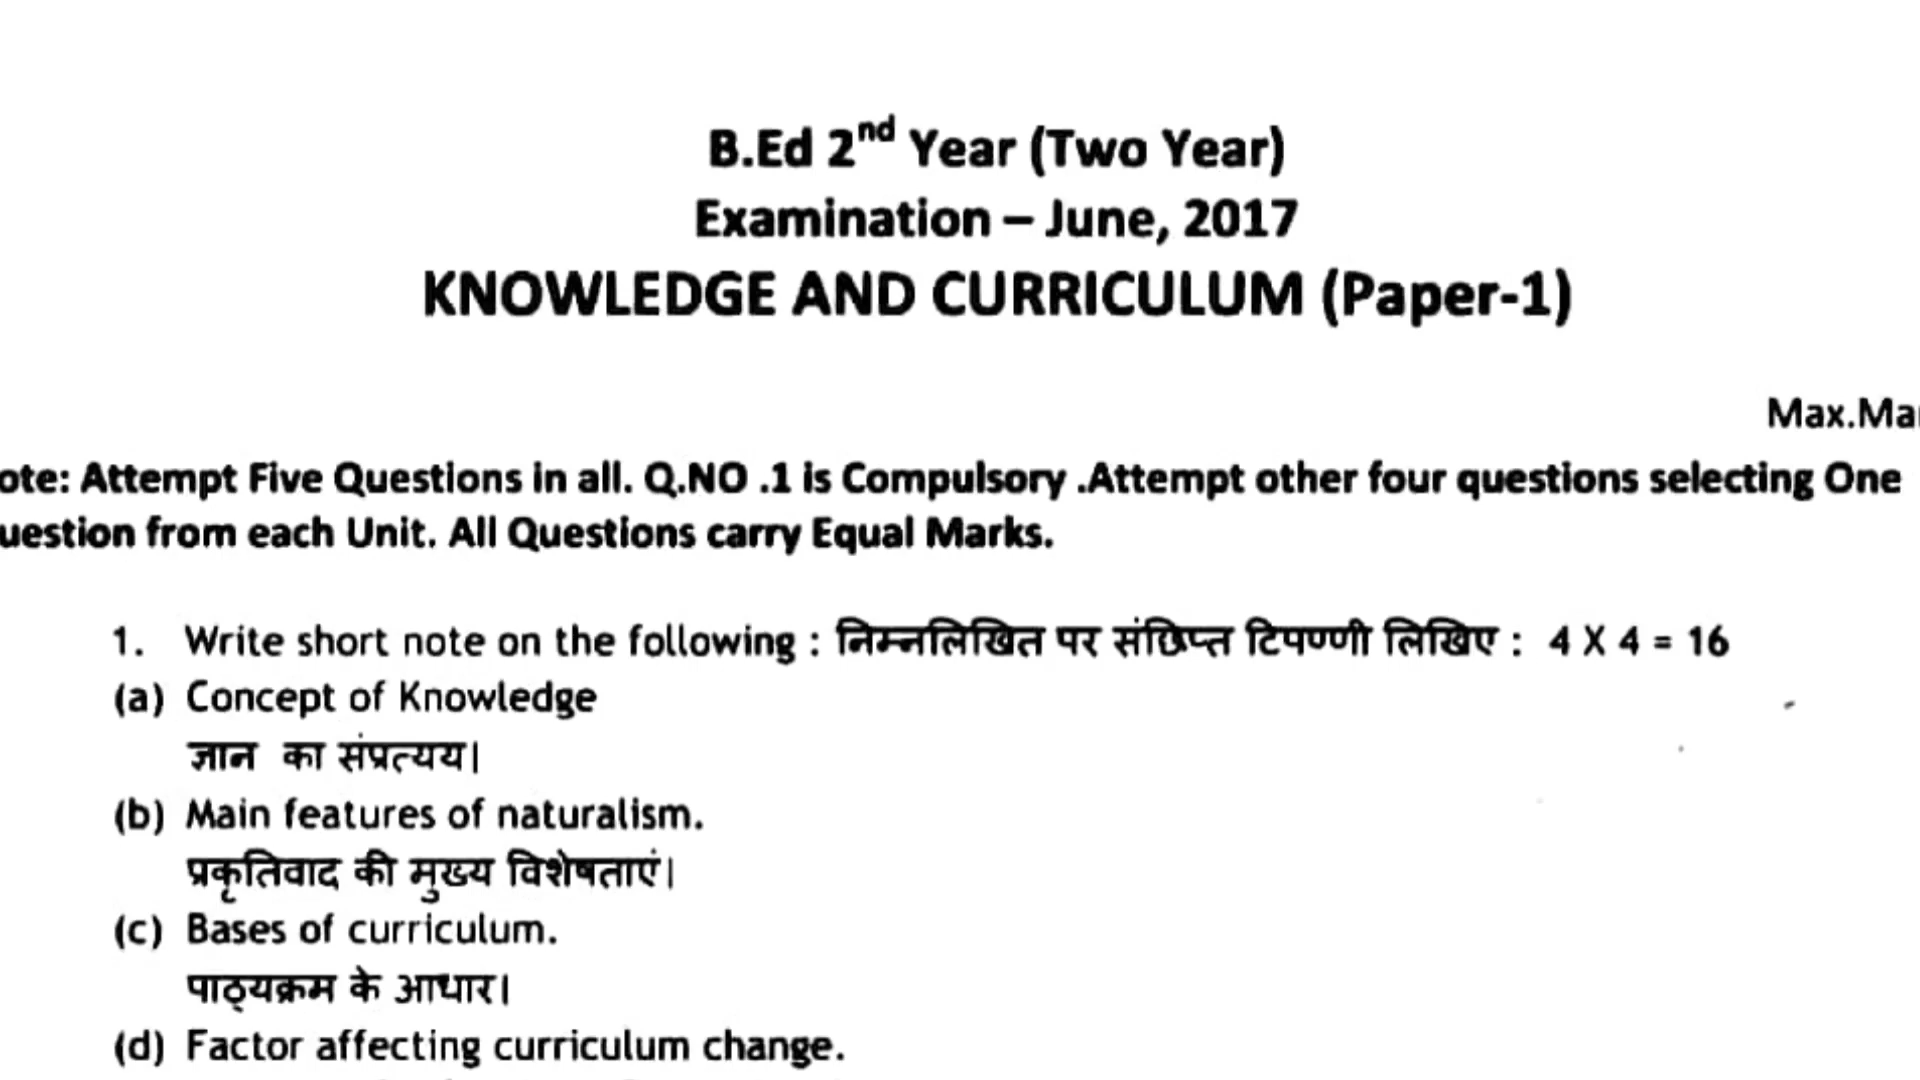 B.Ed 2nd Year (Two Year)
Examination – June, 2017
KNOWLEDGE AND CURRICULUM (Paper-1)
Max.Mar
ote: Attempt Five Questions in all. Q.NO .1 is Compulsory .Attempt other four questions selecting One
uestion from each Unit. All Questions carry Equal Marks.
1. Write short note on the following : निम्नलिखित पर संछिप्त टिपण्णी लिखिए : 4 X 4 = 16
(a) Concept of Knowledge
ज्ञान का संप्रत्यय।
(b) Main features of naturalism.
प्रकृतिवाद की मुख्य विशेषताएं।
(c) Bases of curriculum.
पाठ्यक्रम के आधार।
(d) Factor affecting curriculum change.